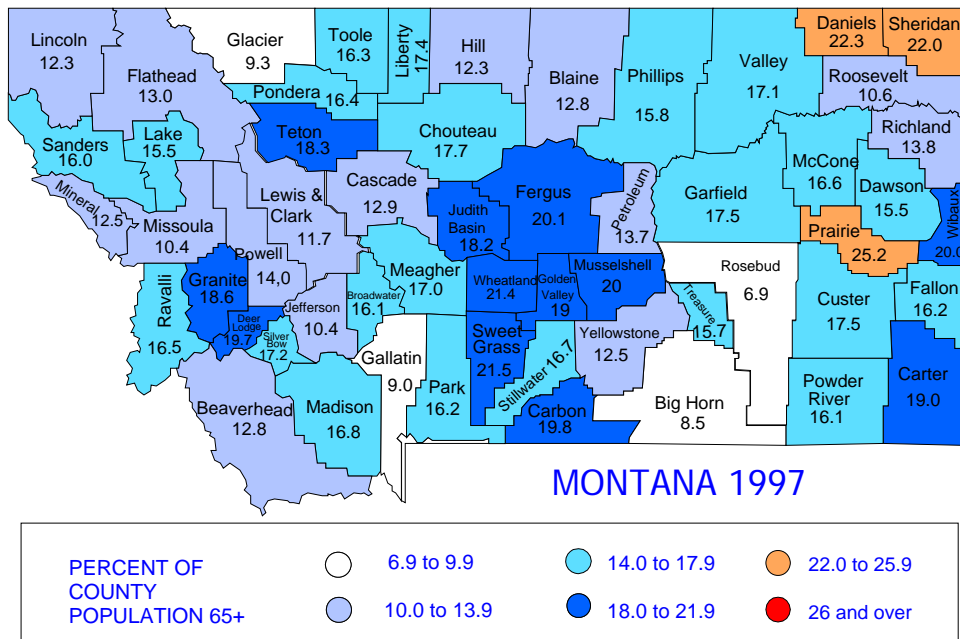 Lincoln
12.3
Flathead
13.0
Glacier
9.3
Toole
16.3
Liberty
17.4
Hill
12.3
Blaine
12.8
Phillips
15.8
Valley
17.1
Daniels
22.3
Sheridan
22.0
Roosevelt
10.6
Richland
13.8
Pondera
16.4
Teton
18.3
Chouteau
17.7
Sanders
16.0
Lake
15.5
Mineral
12.5
Missoula
10.4
Lewis &
Clark
11.7
Powell
14,0
Cascade
12.9
Judith
Basin
18.2
Fergus
20.1
Petroleum
13.7
Garfield
17.5
McCone
16.6
Dawson
15.5
Wibaux
20.0
Prairie
25.2
Ravalli
16.5
Granite
18.6
Deer
Lodge
19.7
Silver
Bow
17.2
Jefferson
10.4
Broadwater
16.1
Meagher
17.0
Wheatland
21.4
Golden
Valley
19
Musselshell
20
Treasure
15.7
Rosebud
6.9
Custer
17.5
Fallon
16.2
Beaverhead
12.8
Madison
16.8
Gallatin
9.0
Park
16.2
Sweet
Grass
21.5
Stillwater 16.7
Yellowstone
12.5
Carbon
19.8
Big Horn
8.5
Powder
River
16.1
Carter
19.0
MONTANA 1997
PERCENT OF
COUNTY
POPULATION 65+
6.9 to 9.9
10.0 to 13.9
14.0 to 17.9
18.0 to 21.9
22.0 to 25.9
26 and over